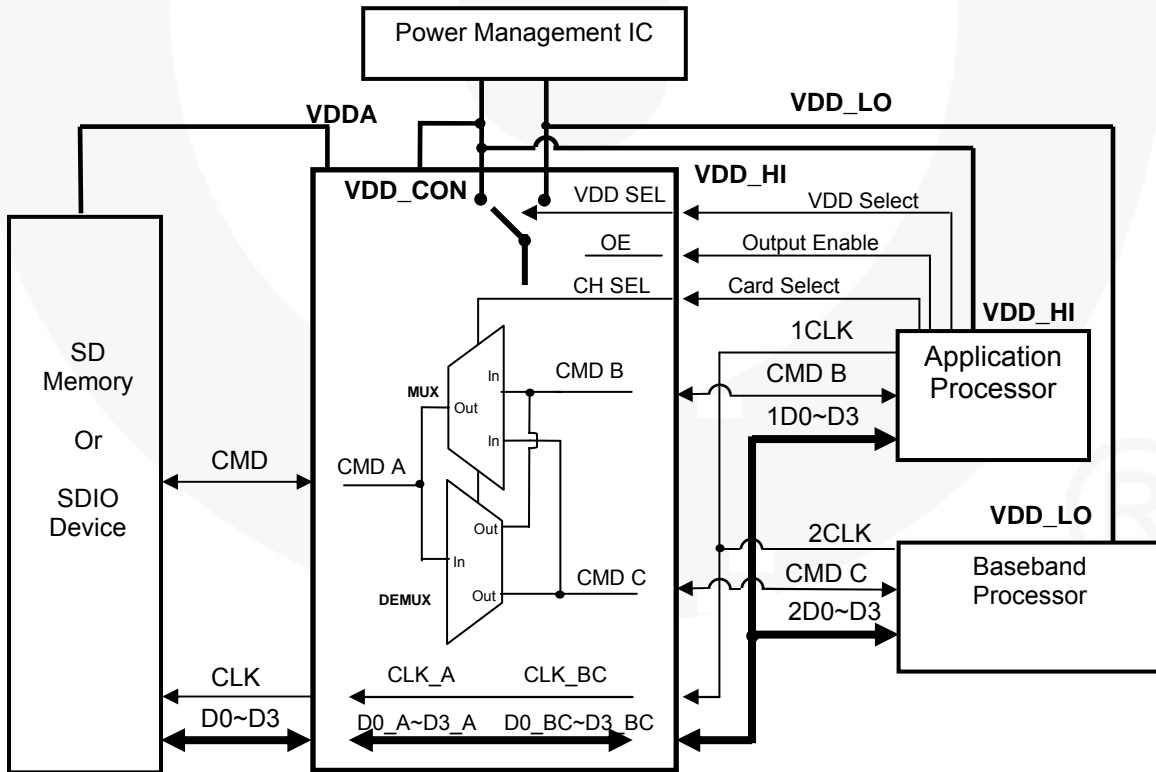 Power Management IC
VDDA
VDD_LO
VDD_CON
VDD_HI
VDD SEL
VDD Select
OE
Output Enable
CH SEL
Card Select
VDD_HI
1CLK
Application
Processor
SD
Memory
Or
SDIO
Device
MUX
In
Out
In
CMD B
CMD B
1D0~D3
CMD
CMD A
VDD_LO
2CLK
Out
In
Out
DEMUX
CMD C
CMD C
Baseband
Processor
2D0~D3
CLK
CLK_A
CLK_BC
D0~D3
D0_A~D3_A
D0_BC~D3_BC
®